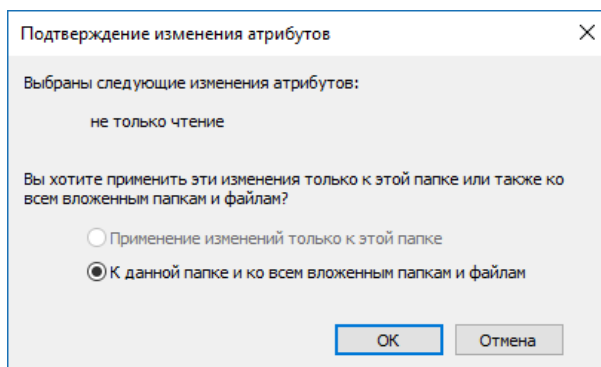 Подтверждение изменения атрибутов
Выбраны следующие изменения атрибутов:
не только чтение
Вы хотите применить эти изменения только к этой папке или также ко
всем вложенным папкам и файлам?
Применение изменений только к этой папке
К данной папке и ко всем вложенным папкам и файлам
ОК
Отмена